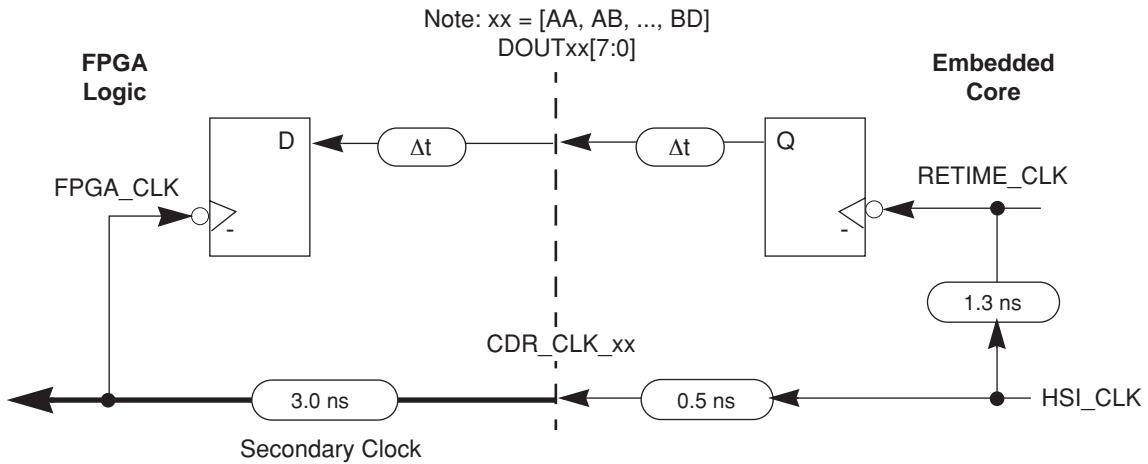 Note: xx = [AA, AB, ..., BD]
DOUTxx[7:0]
FPGA
Logic
Embedded
Core
D
Δt
Δt
Q
FPGA_CLK
RETIME_CLK
-
-
1.3 ns
CDR_CLK_xx
3.0 ns
0.5 ns
HSI_CLK
Secondary Clock